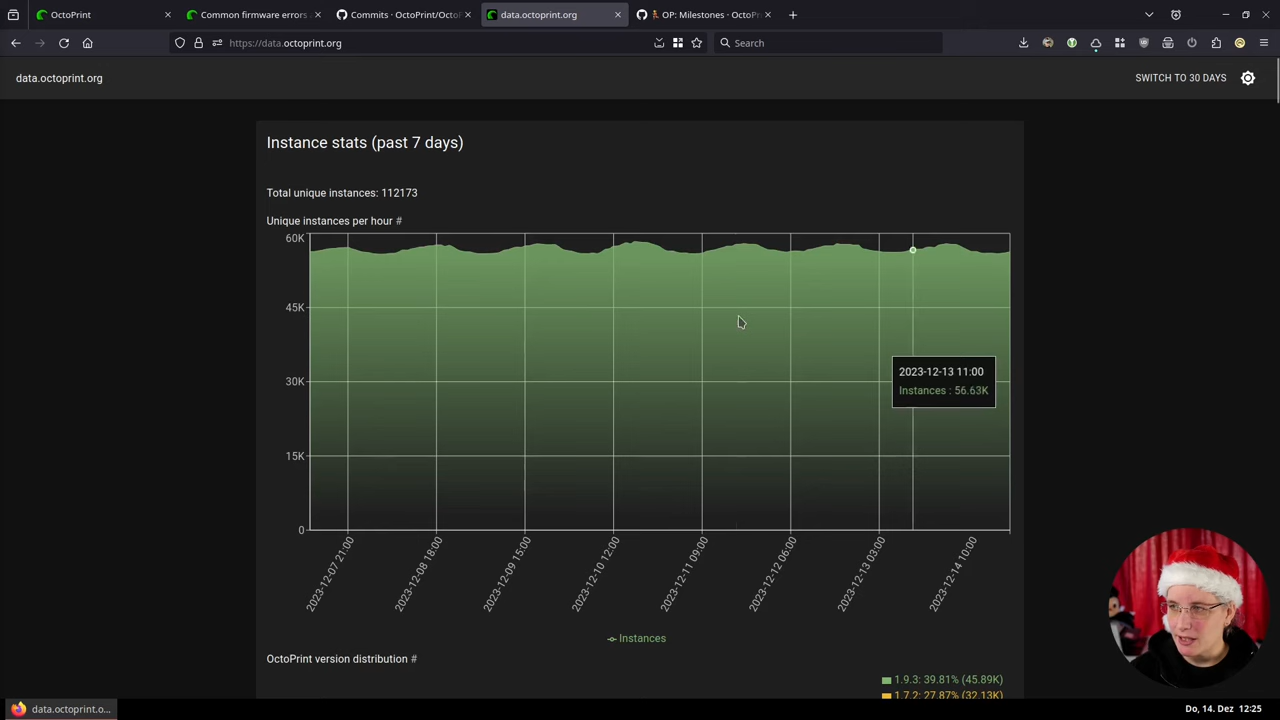 OctoPrint
Common firmware errors
Commits · OctoPrint/Octo
data.octoprint.org
OP: Milestones · OctoPri
https://data.octoprint.org
Search
data.octoprint.org
SWITCH TO 30 DAYS
Instance stats (past 7 days)
Total unique instances: 112173
Unique instances per hour #
60K
45K
30K
15K
0
2023-12-13 11:00
Instances : 56.63K
2023-12-07 21:00
2023-12-08 18:00
2023-12-09 15:00
2023-12-10 12:00
2023-12-11 09:00
2023-12-12 06:00
2023-12-13 03:00
2023-12-14 10:00
Instances
OctoPrint version distribution #
1.9.3: 39.81% (45.89K)
1.7.2: 27.87% (32.13K)
data.octoprint.o...
Do, 14. Dez 12:25